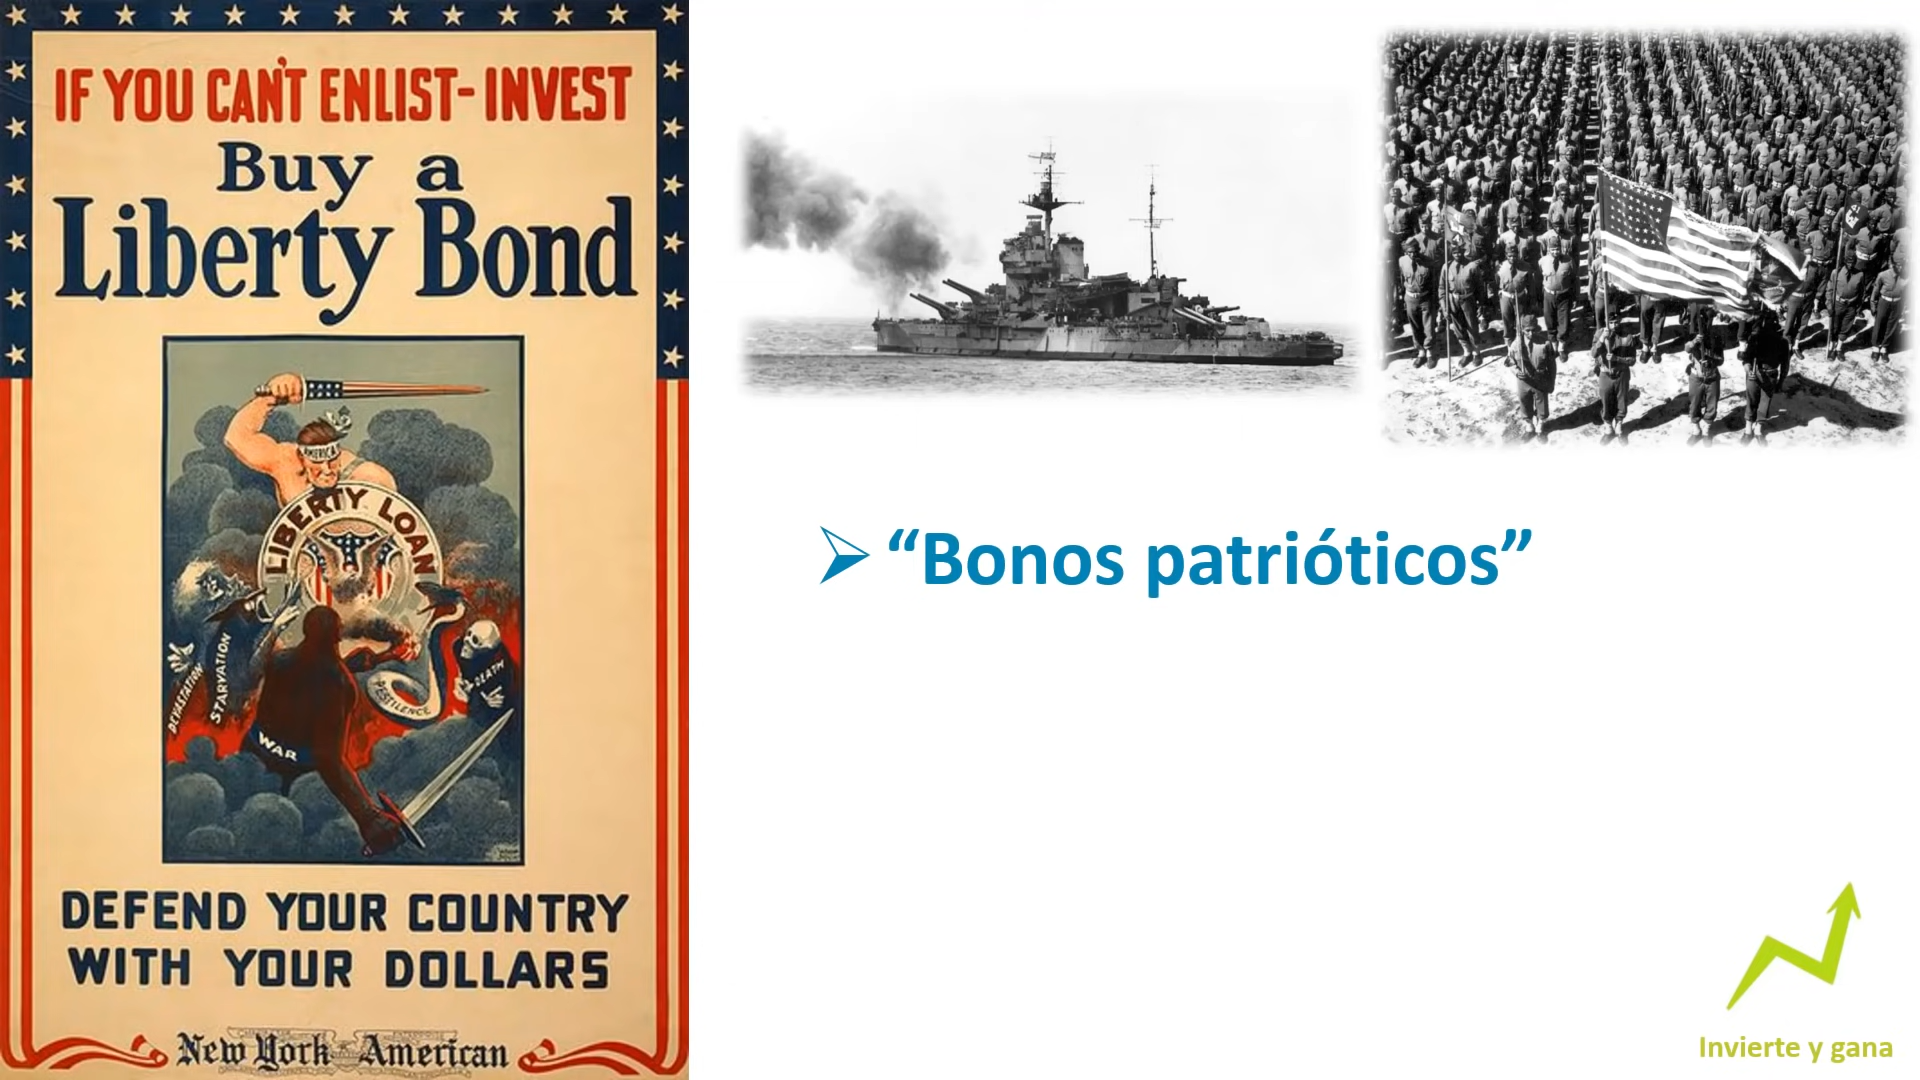 IF YOU CAN'T ENLIST-INVEST
Buy a
Liberty Bond
AMERICA
LIBERTY LOAN
DEVASTATION
STARVATION
PESTILENCE
DEATH
WAR
DEFEND YOUR COUNTRY
WITH YOUR DOLLARS
New York American
“Bonos patrióticos”
Invierte y gana